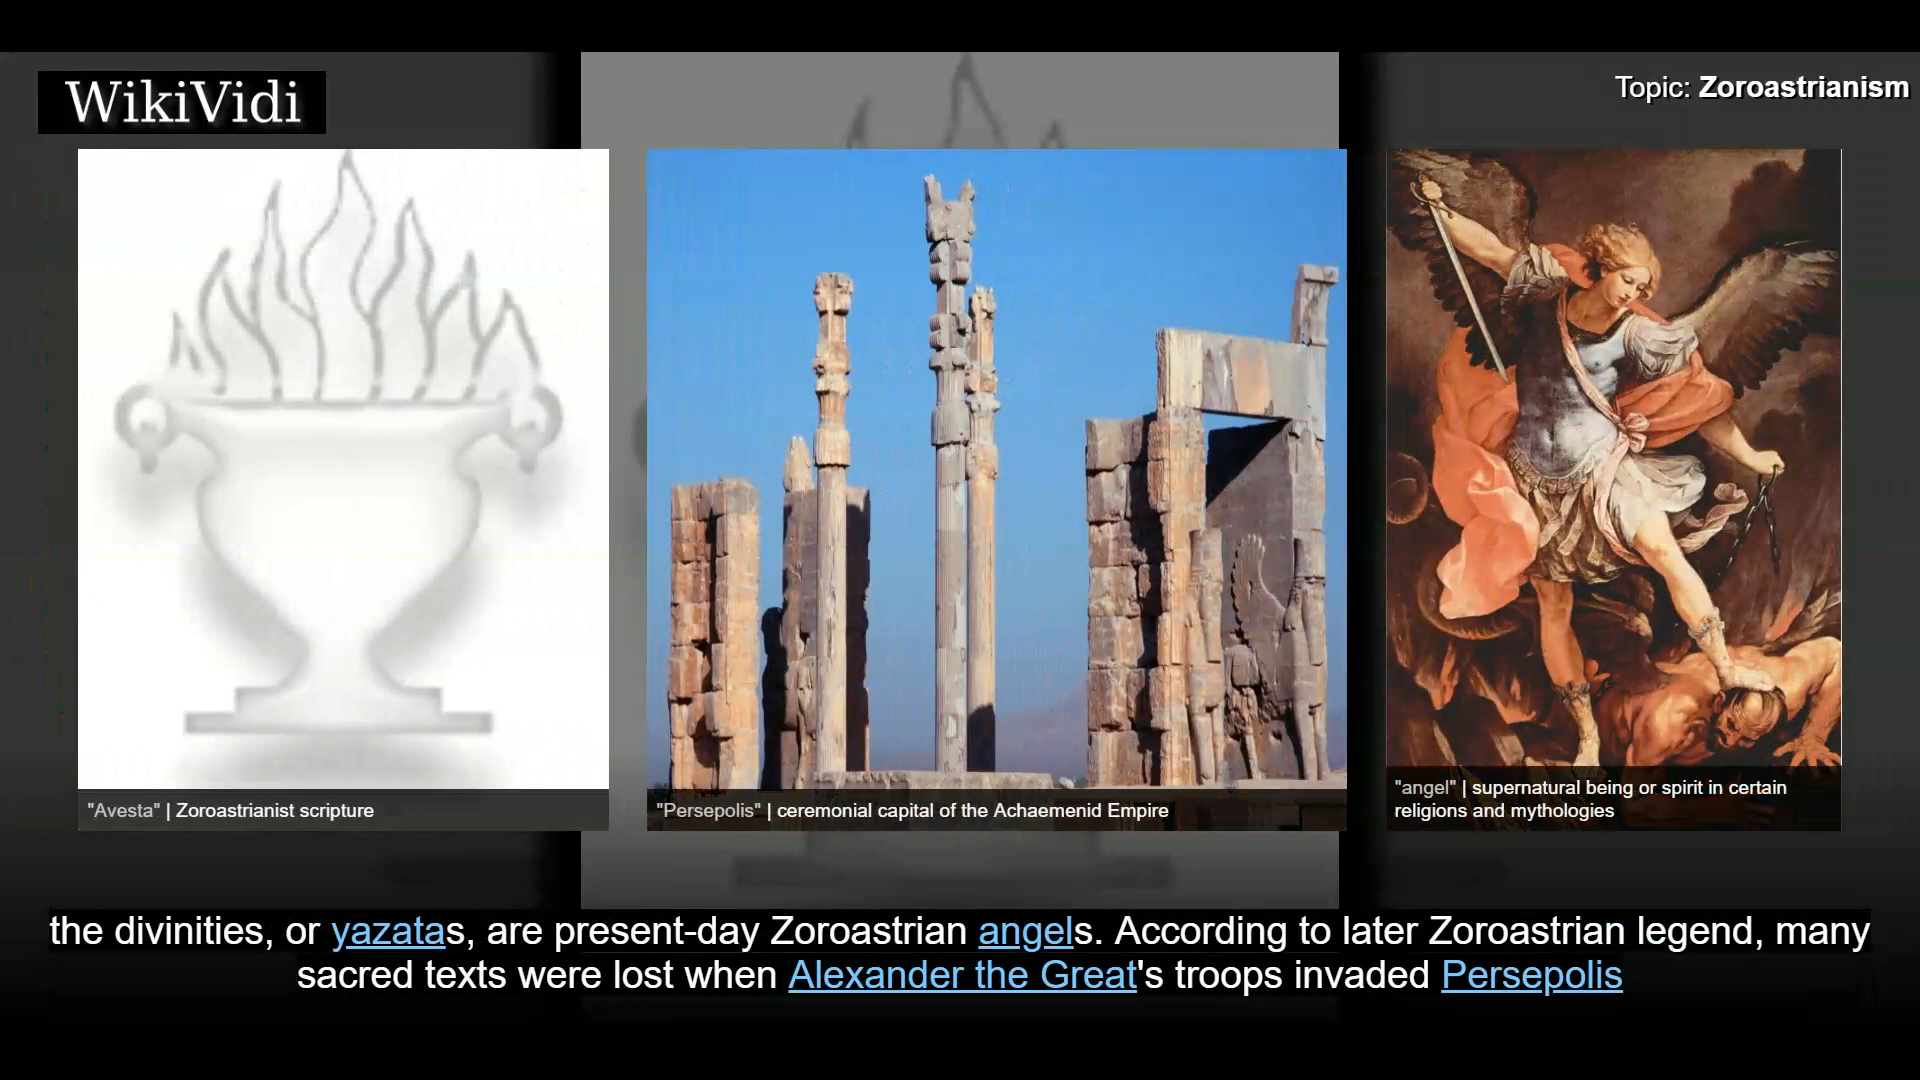 WikiVidi
Topic: Zoroastrianism
"Avesta" | Zoroastrianist scripture
"Persepolis" | ceremonial capital of the Achaemenid Empire
"angel" | supernatural being or spirit in certain
religions and mythologies
the divinities, or yazatas, are present-day Zoroastrian angels. According to later Zoroastrian legend, many
sacred texts were lost when Alexander the Great's troops invaded Persepolis